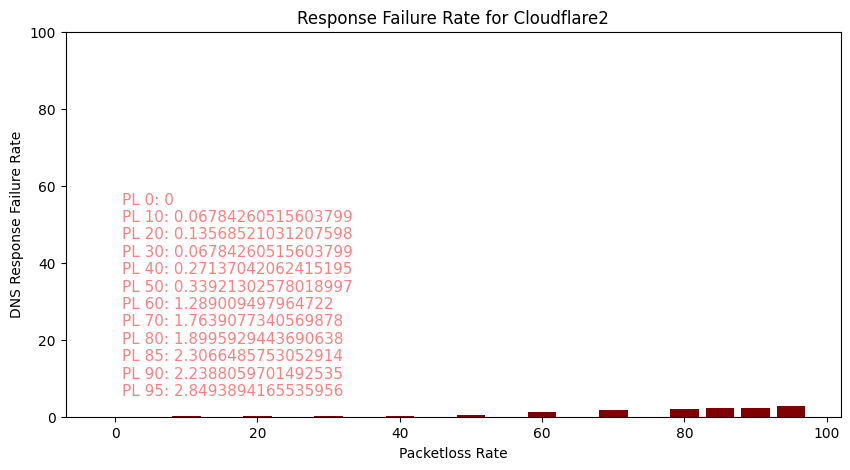 Response Failure Rate for Cloudflare2
100
80
60
40
20
0
DNS Response Failure Rate
PL 0: 0
PL 10: 0.06784260515603799
PL 20: 0.13568521031207598
PL 30: 0.06784260515603799
PL 40: 0.27137042062415195
PL 50: 0.33921302578018997
PL 60: 1.289009497964722
PL 70: 1.7639077340569878
PL 80: 1.8995929443690638
PL 85: 2.3066485753052914
PL 90: 2.2388059701492535
PL 95: 2.8493894165535956
0 20 40 60 80 100
Packetloss Rate